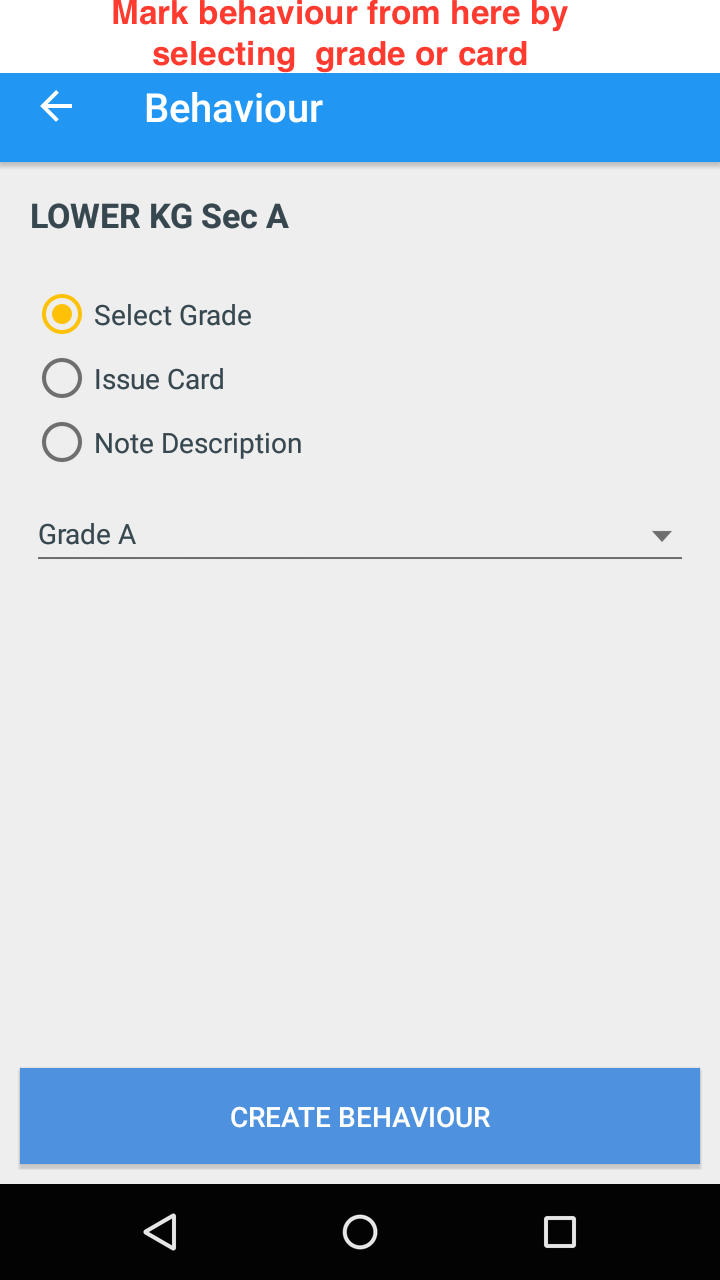 Mark behaviour from here by
selecting  grade or card
Behaviour
LOWER KG Sec A
Select Grade
Issue Card
Note Description
Grade A
CREATE BEHAVIOUR